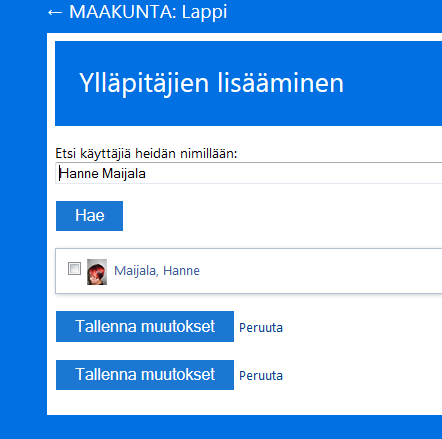 ← MAAKUNTA: Lappi
Ylläpitäjien lisääminen
Etsi käyttäjiä heidän nimillään:
Hanne Maijala
Hae
Maijala, Hanne
Tallenna muutokset Peruuta
Tallenna muutokset Peruuta